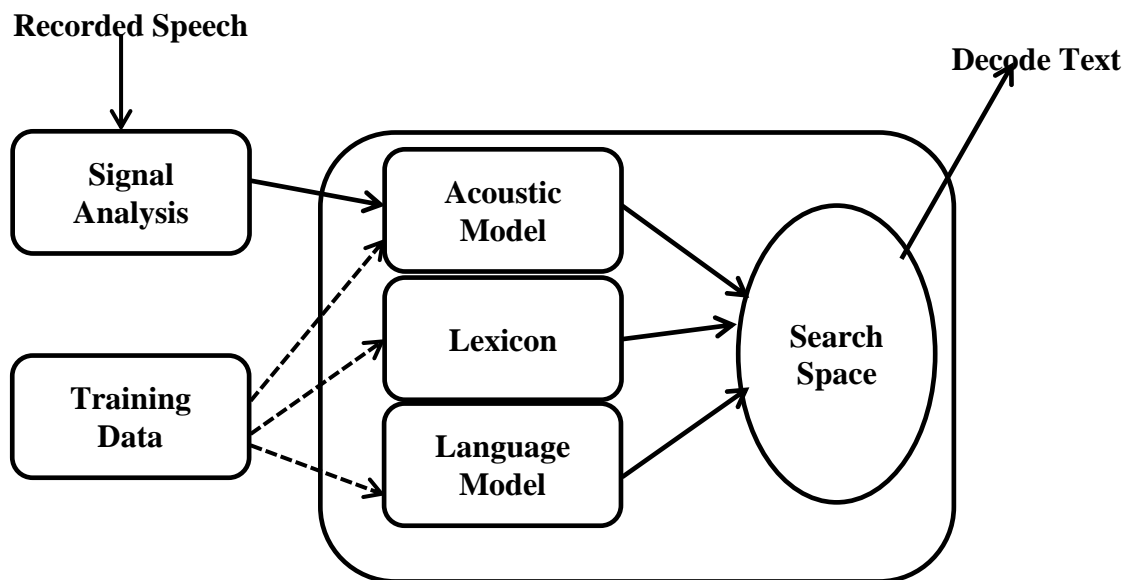 Recorded Speech
Decode Text
Signal
Analysis
Acoustic
Model
Lexicon
Search
Space
Training
Data
Language
Model